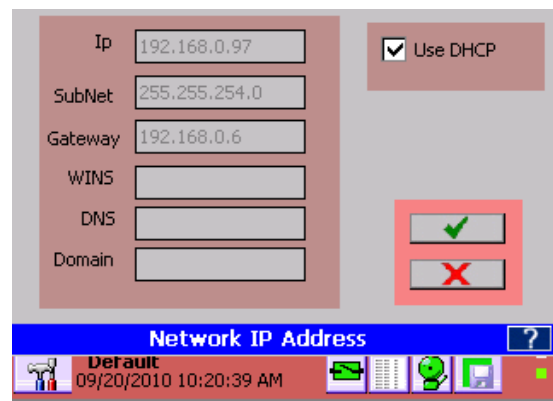 Ip 192.168.0.97
Use DHCP
SubNet 255.255.254.0
Gateway 192.168.0.6
WINS
DNS
Domain
Network IP Address ?
Default
09/20/2010 10:20:39 AM